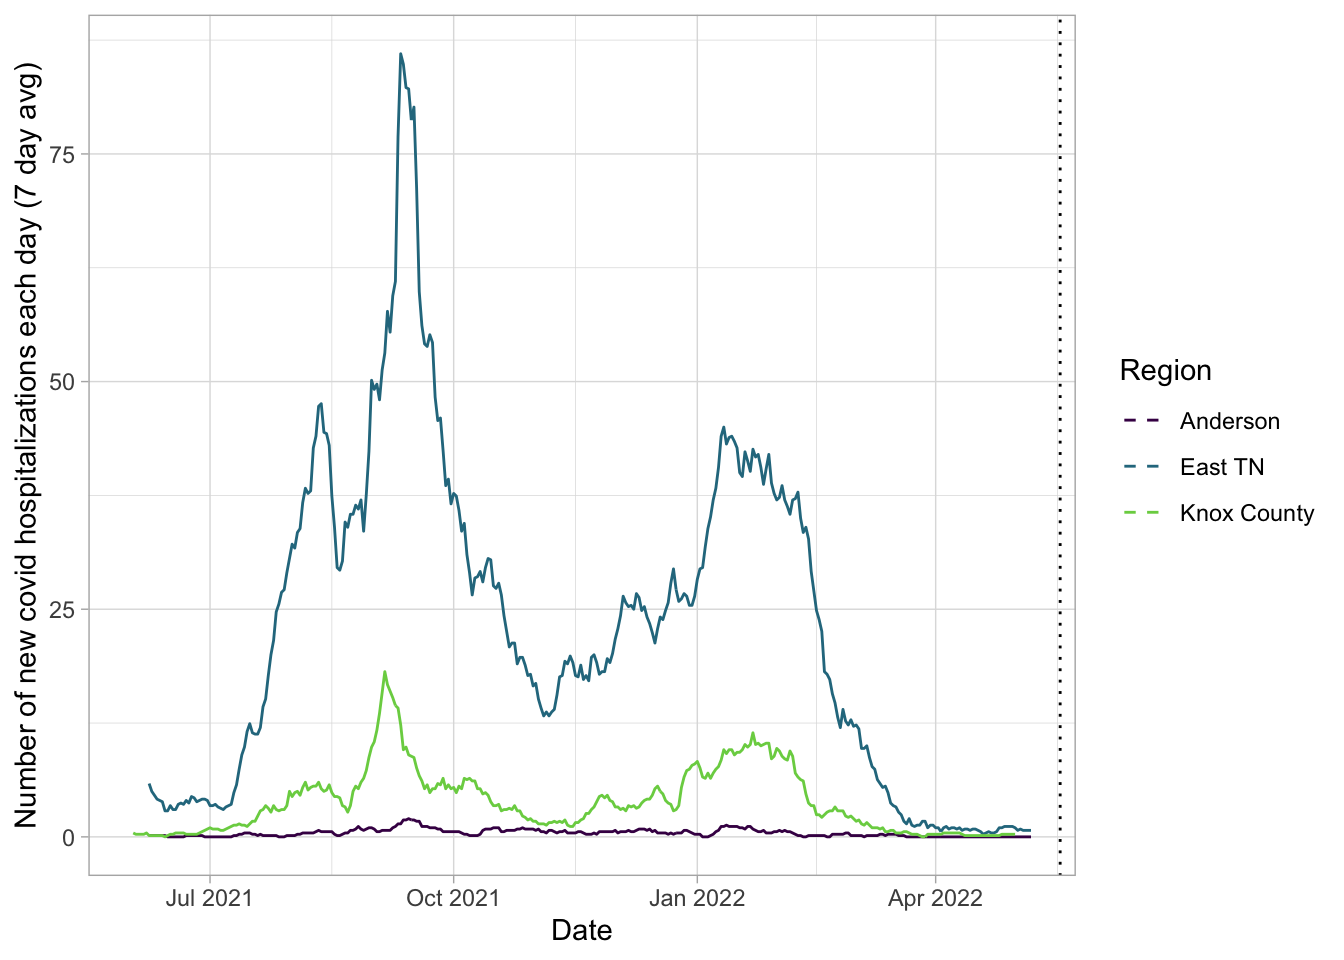 Number of new covid hospitalizations each day (7 day avg)
75
50
25
0
Jul 2021
Oct 2021
Jan 2022
Apr 2022
Date
Region
Anderson
East TN
Knox County